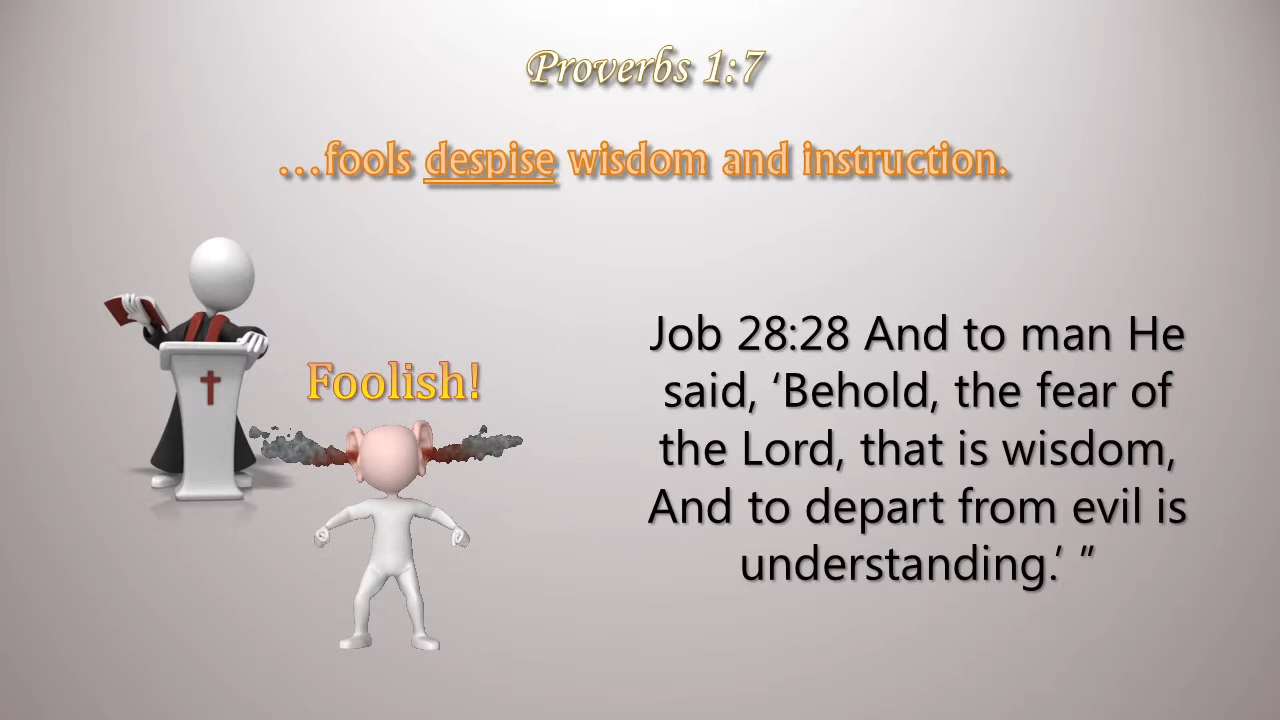 Proverbs 1:7
...fools despise wisdom and instruction.
Foolish!
Job 28:28 And to man He
said, ‘Behold, the fear of
the Lord, that is wisdom,
And to depart from evil is
understanding.’ ”